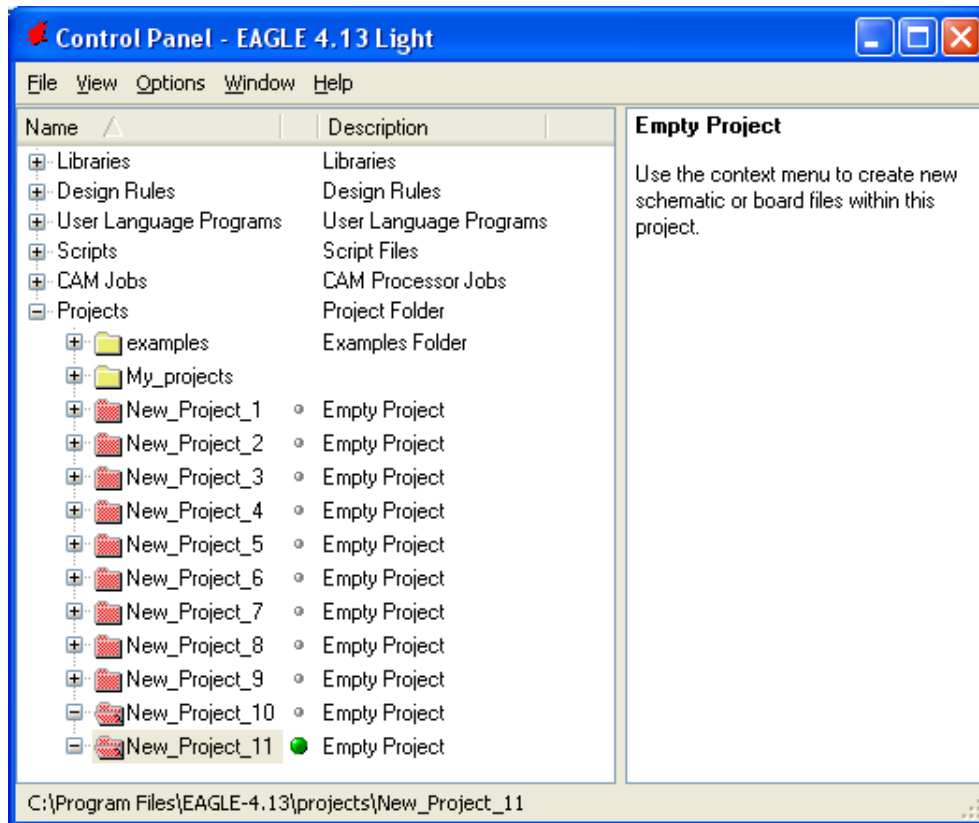 Control Panel - EAGLE 4.13 Light
File View Options Window Help
Name Description
Libraries Libraries
Design Rules Design Rules
User Language Programs User Language Programs
Scripts Script Files
CAM Jobs CAM Processor Jobs
Projects Project Folder
examples Examples Folder
My_projects
New_Project_1 Empty Project
New_Project_2 Empty Project
New_Project_3 Empty Project
New_Project_4 Empty Project
New_Project_5 Empty Project
New_Project_6 Empty Project
New_Project_7 Empty Project
New_Project_8 Empty Project
New_Project_9 Empty Project
New_Project_10 Empty Project
New_Project_11 Empty Project
Empty Project
Use the context menu to create new
schematic or board files within this
project.
C:\Program Files\EAGLE-4.13\projects\New_Project_11